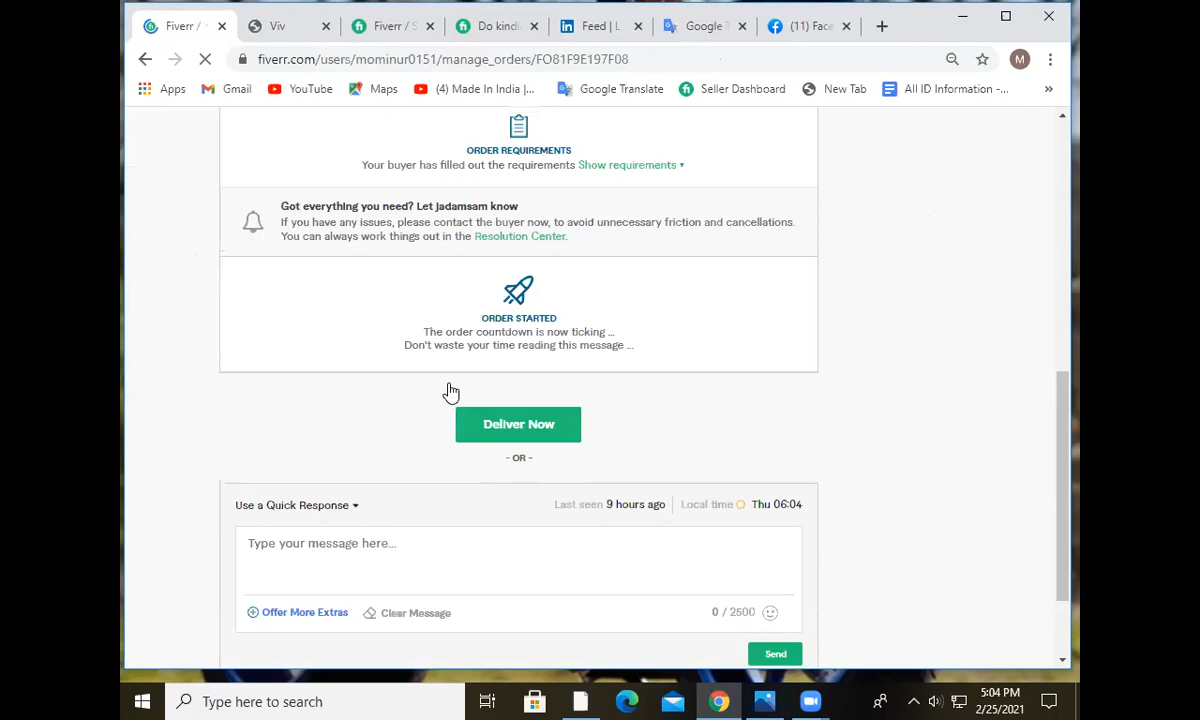 Fiverr /
Viv
Fiverr / S
Do kindl
Feed | L
Google T
(11) Face
fiverr.com/users/mominur0151/manage_orders/FO81F9E197F08
M
Apps
Gmail
YouTube
Maps
(4) Made In India |...
Google Translate
Seller Dashboard
New Tab
All ID Information -...
»
ORDER REQUIREMENTS
Your buyer has filled out the requirements Show requirements
Got everything you need? Let jadamsam know
If you have any issues, please contact the buyer now, to avoid unnecessary friction and cancellations.
You can always work things out in the Resolution Center.
ORDER STARTED
The order countdown is now ticking ...
Don't waste your time reading this message ...
Deliver Now
- OR -
Use a Quick Response
Last seen 9 hours ago
Local time Thu 06:04
Type your message here...
Offer More Extras
Clear Message
0 / 2500
Send
Type here to search
5:04 PM
2/25/2021